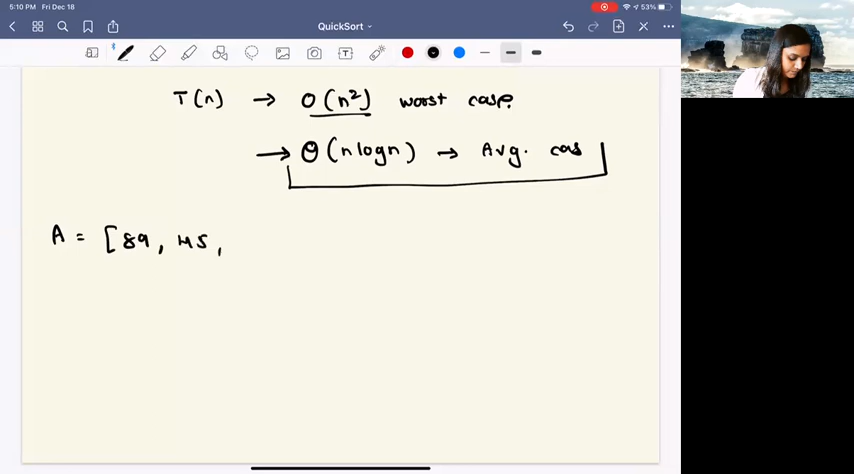 5:10 PM Fri Dec 18
53%
QuickSort
T
T(n) → O(n²) worst case.
→ Θ(nlogn) → Avg. cas
A = [89, 45,